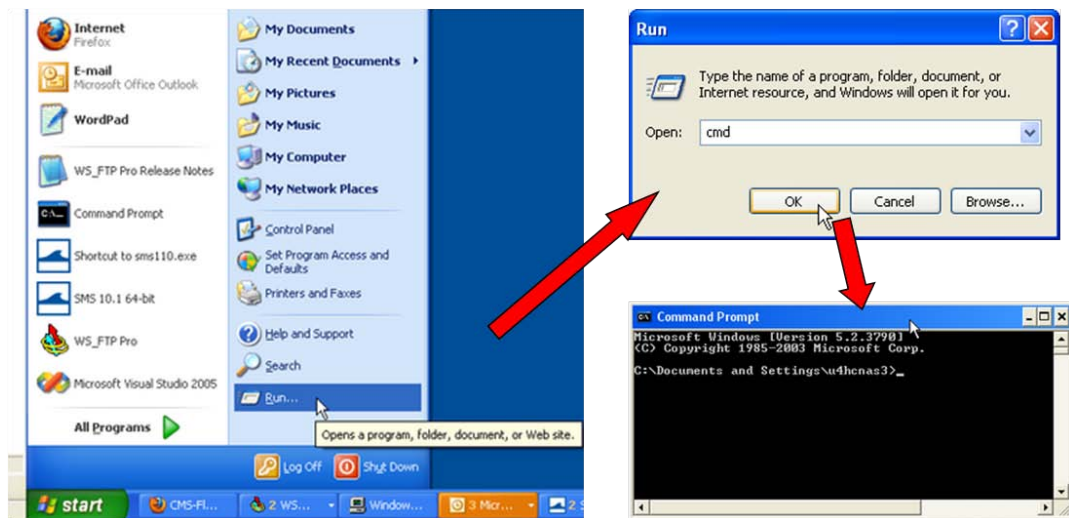 Internet
Firefox
E-mail
Microsoft Office Outlook
WordPad
WS_FTP Pro Release Notes
Command Prompt
Shortcut to sms110.exe
SMS 10.1 64-bit
WS_FTP Pro
Microsoft Visual Studio 2005
All Programs
My Documents
My Recent Documents
My Pictures
My Music
My Computer
My Network Places
Control Panel
Set Program Access and
Defaults
Printers and Faxes
Help and Support
Search
Run...
Opens a program, folder, document, or Web site.
Log Off
Shut Down
start
CMS-Fl...
2 WS...
Window...
3 Micr...
2 S
Run
Type the name of a program, folder, document, or
Internet resource, and Windows will open it for you.
Open:
cmd
OK
Cancel
Browse...
Command Prompt
Microsoft Windows [Version 5.2.3790]
(C) Copyright 1985-2003 Microsoft Corp.
C:\Documents and Settings\u4hcnas3>_